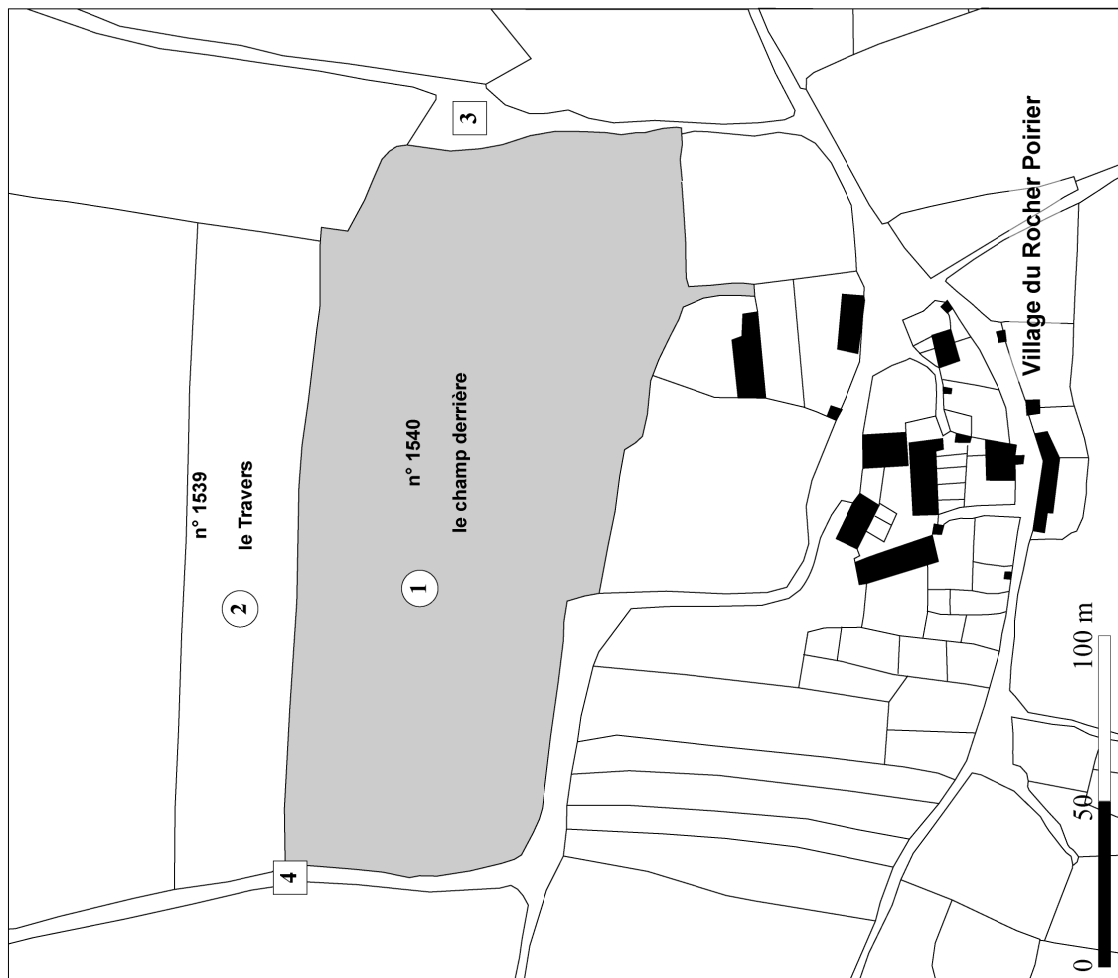 3
n° 1539
le Travers
2
n° 1540
le champ derrière
1
4
Village du Rocher Poirier
0
50
100 m